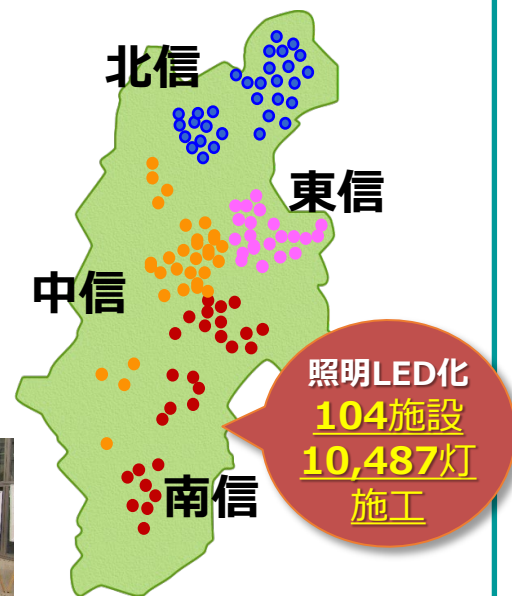 北信
東信
中信
照明LED化
104施設
10,487灯
施工
南信